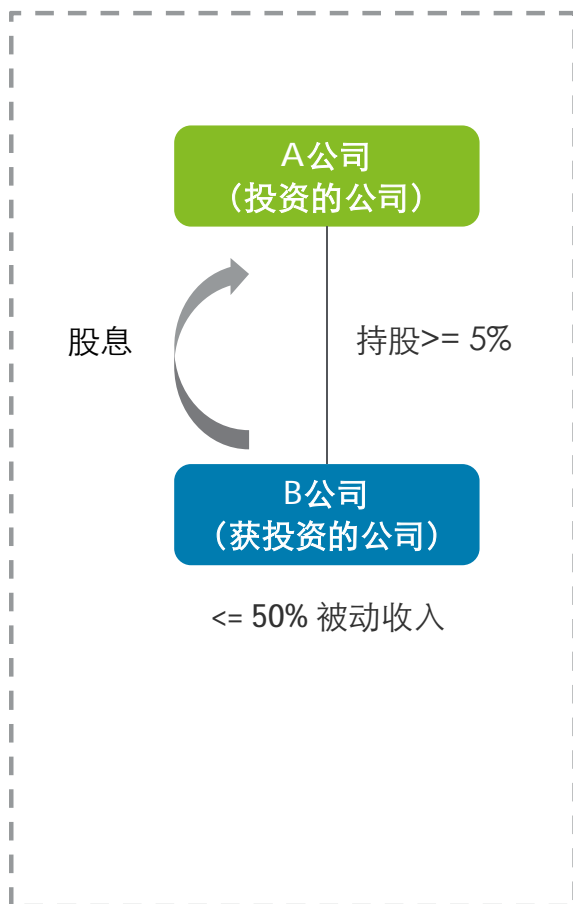 A公司
（投资的公司）
股息
持股>= 5%
B公司
（获投资的公司）
<= 50% 被动收入